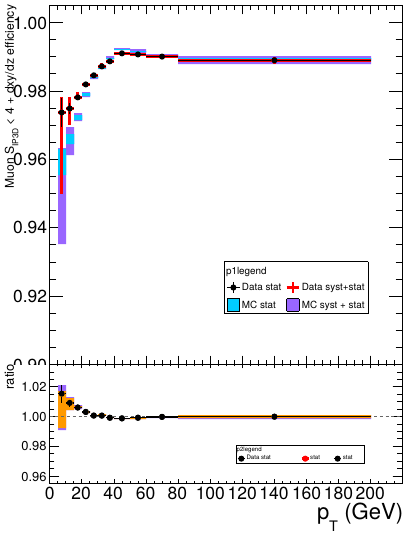 Muon S_IP3D < 4 + dxy/dz efficiency
1.00
0.98
0.96
0.94
0.92
0.90
p1legend
Data stat Data syst+stat
MC stat MC syst + stat
ratio
1.02
1.00
0.98
0.96
p2legend
Data stat stat stat
0 20 40 60 80 100 120 140 160 180 200
p_T (GeV)